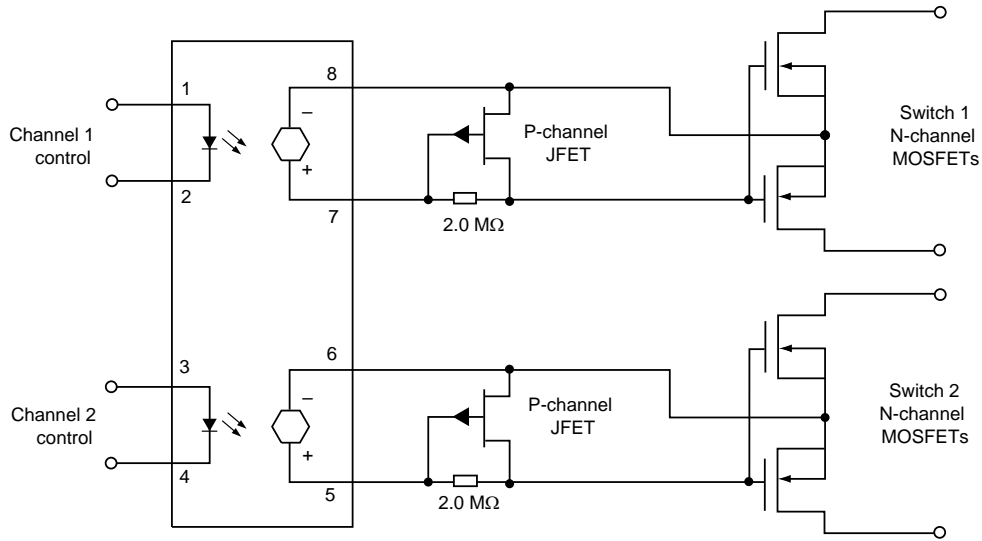 1
8
Channel 1
control
–
+
P-channel
JFET
Switch 1
N-channel
MOSFETs
2
7
2.0 MΩ
3
6
Channel 2
control
–
+
P-channel
JFET
Switch 2
N-channel
MOSFETs
4
5
2.0 MΩ